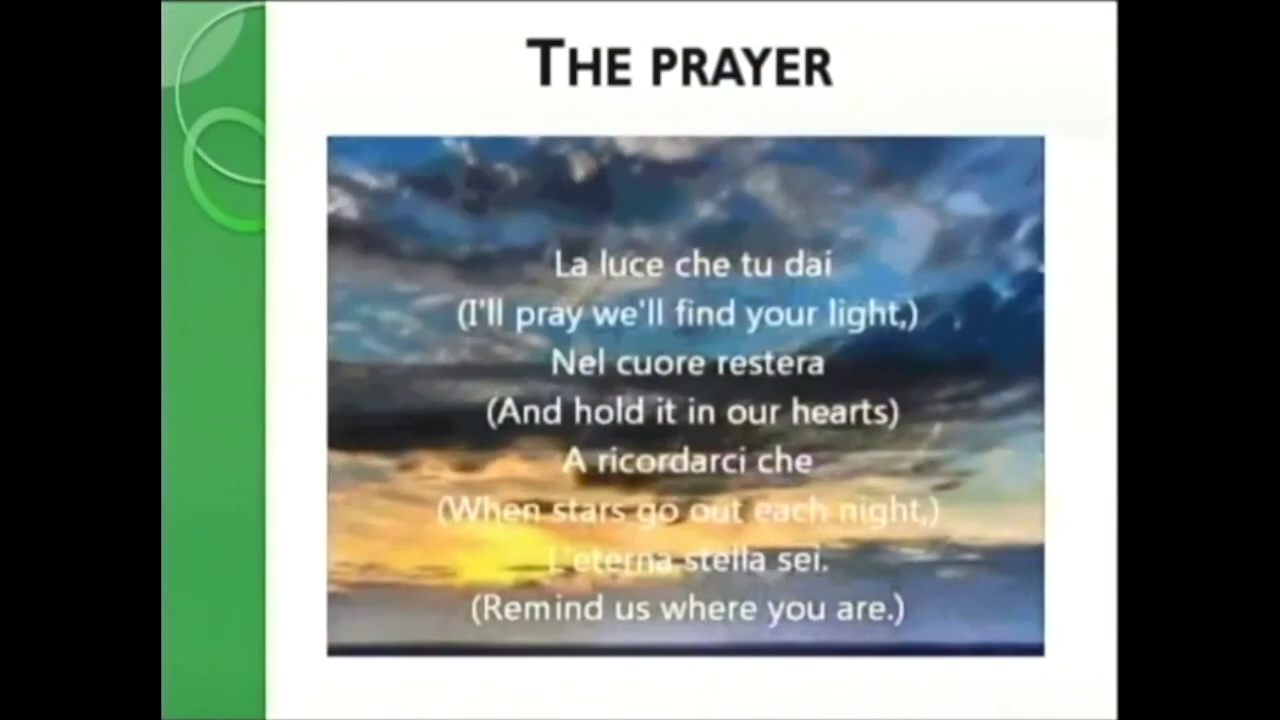 THE PRAYER
La luce che tu dai
(I'll pray we'll find your light,)
Nel cuore restera
(And hold it in our hearts)
A ricordarci che
(When stars go out each night,)
L'eterna stella sei.
(Remind us where you are.)